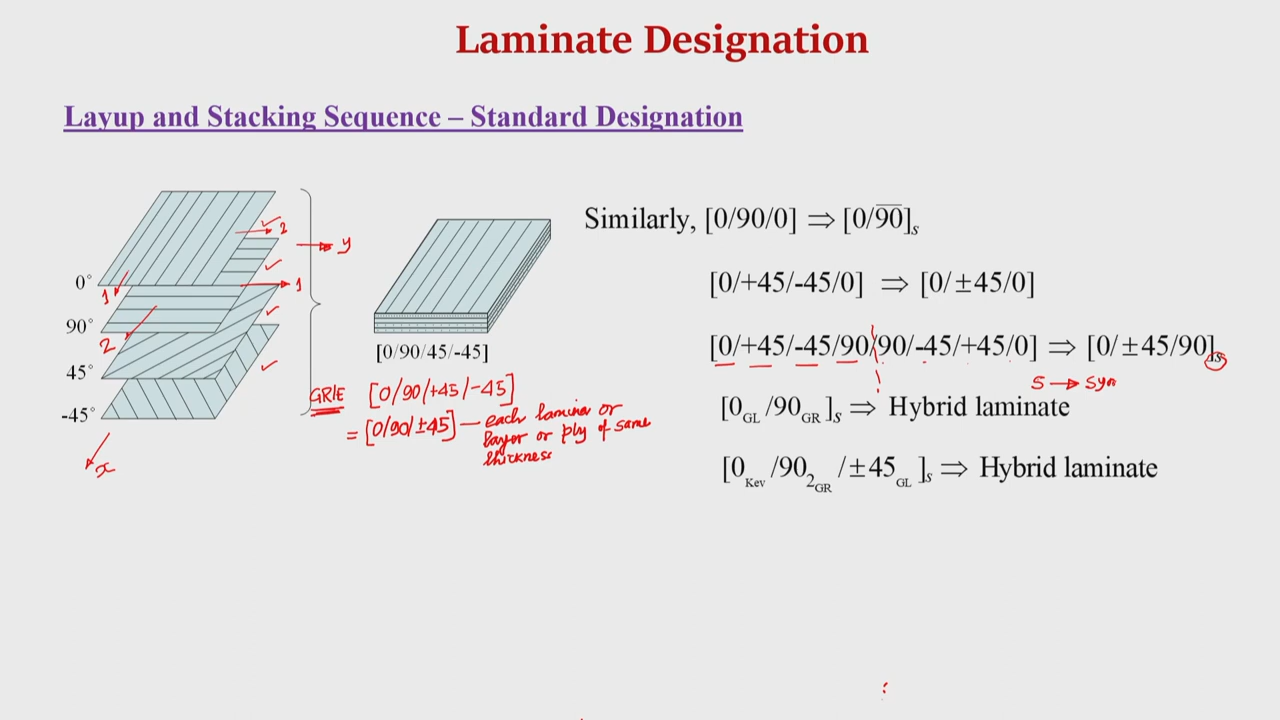 Laminate Designation
Layup and Stacking Sequence – Standard Designation
0°
90°
45°
-45°
1
2
2
1
x
y
[0/90/45/-45]
GR/E [0/90/+45/-45]
= [0/90/±45] — each lamina or
layer or ply of same
thickness
Similarly, [0/90/0] ⇒ [0/9̅0̅]s
[0/+45/-45/0] ⇒ [0/±45/0]
[0/+45/-45/90/90/-45/+45/0] ⇒ [0/±45/90]s
S → Sym
[0GL /90GR ]s ⇒ Hybrid laminate
[0Kev /902GR /±45GL ]s ⇒ Hybrid laminate